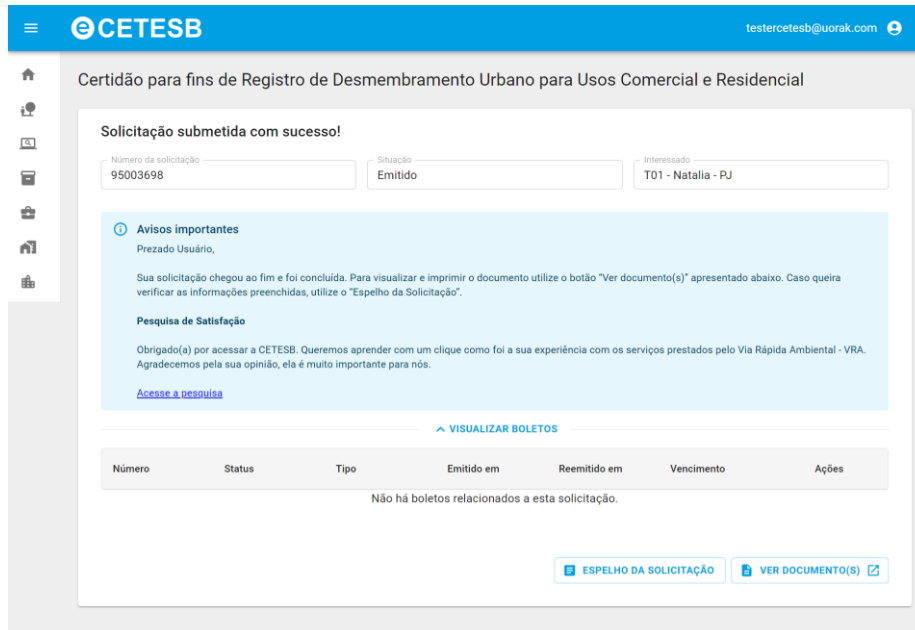 eCETESB
testercetesb@uorak.com
Certidão para fins de Registro de Desmembramento Urbano para Usos Comercial e Residencial
Solicitação submetida com sucesso!
Número da solicitação
95003698
Situação
Emitido
Interessado
T01 - Natalia - PJ
Avisos importantes
Prezado Usuário,
Sua solicitação chegou ao fim e foi concluída. Para visualizar e imprimir o documento utilize o botão "Ver documento(s)" apresentado abaixo. Caso queira
verificar as informações preenchidas, utilize o "Espelho da Solicitação".
Pesquisa de Satisfação
Obrigado(a) por acessar a CETESB. Queremos aprender com um clique como foi a sua experiência com os serviços prestados pelo Via Rápida Ambiental - VRA.
Agradecemos pela sua opinião, ela é muito importante para nós.
Acesse a pesquisa
VISUALIZAR BOLETOS
Número Status Tipo Emitido em Reemitido em Vencimento Ações
Não há boletos relacionados a esta solicitação.
ESPELHO DA SOLICITAÇÃO
VER DOCUMENTO(S)